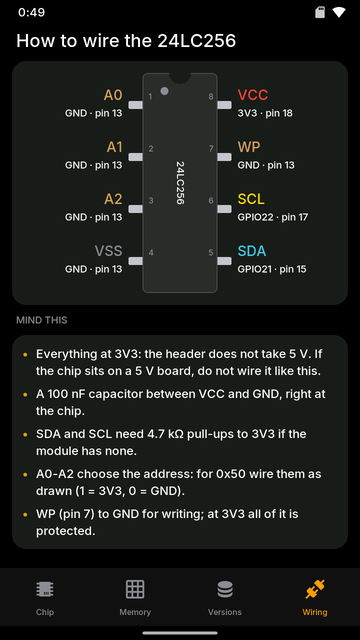 0:49
How to wire the 24LC256
A0
GND · pin 13
1
8
VCC
3V3 · pin 18
A1
GND · pin 13
2
7
WP
GND · pin 13
24LC256
A2
GND · pin 13
3
6
SCL
GPIO22 · pin 17
VSS
GND · pin 13
4
5
SDA
GPIO21 · pin 15
MIND THIS
• Everything at 3V3: the header does not take 5 V. If
the chip sits on a 5 V board, do not wire it like this.
• A 100 nF capacitor between VCC and GND, right at
the chip.
• SDA and SCL need 4.7 kΩ pull-ups to 3V3 if the
module has none.
• A0-A2 choose the address: for 0x50 wire them as
drawn (1 = 3V3, 0 = GND).
• WP (pin 7) to GND for writing; at 3V3 all of it is
protected.
Chip
Memory
Versions
Wiring